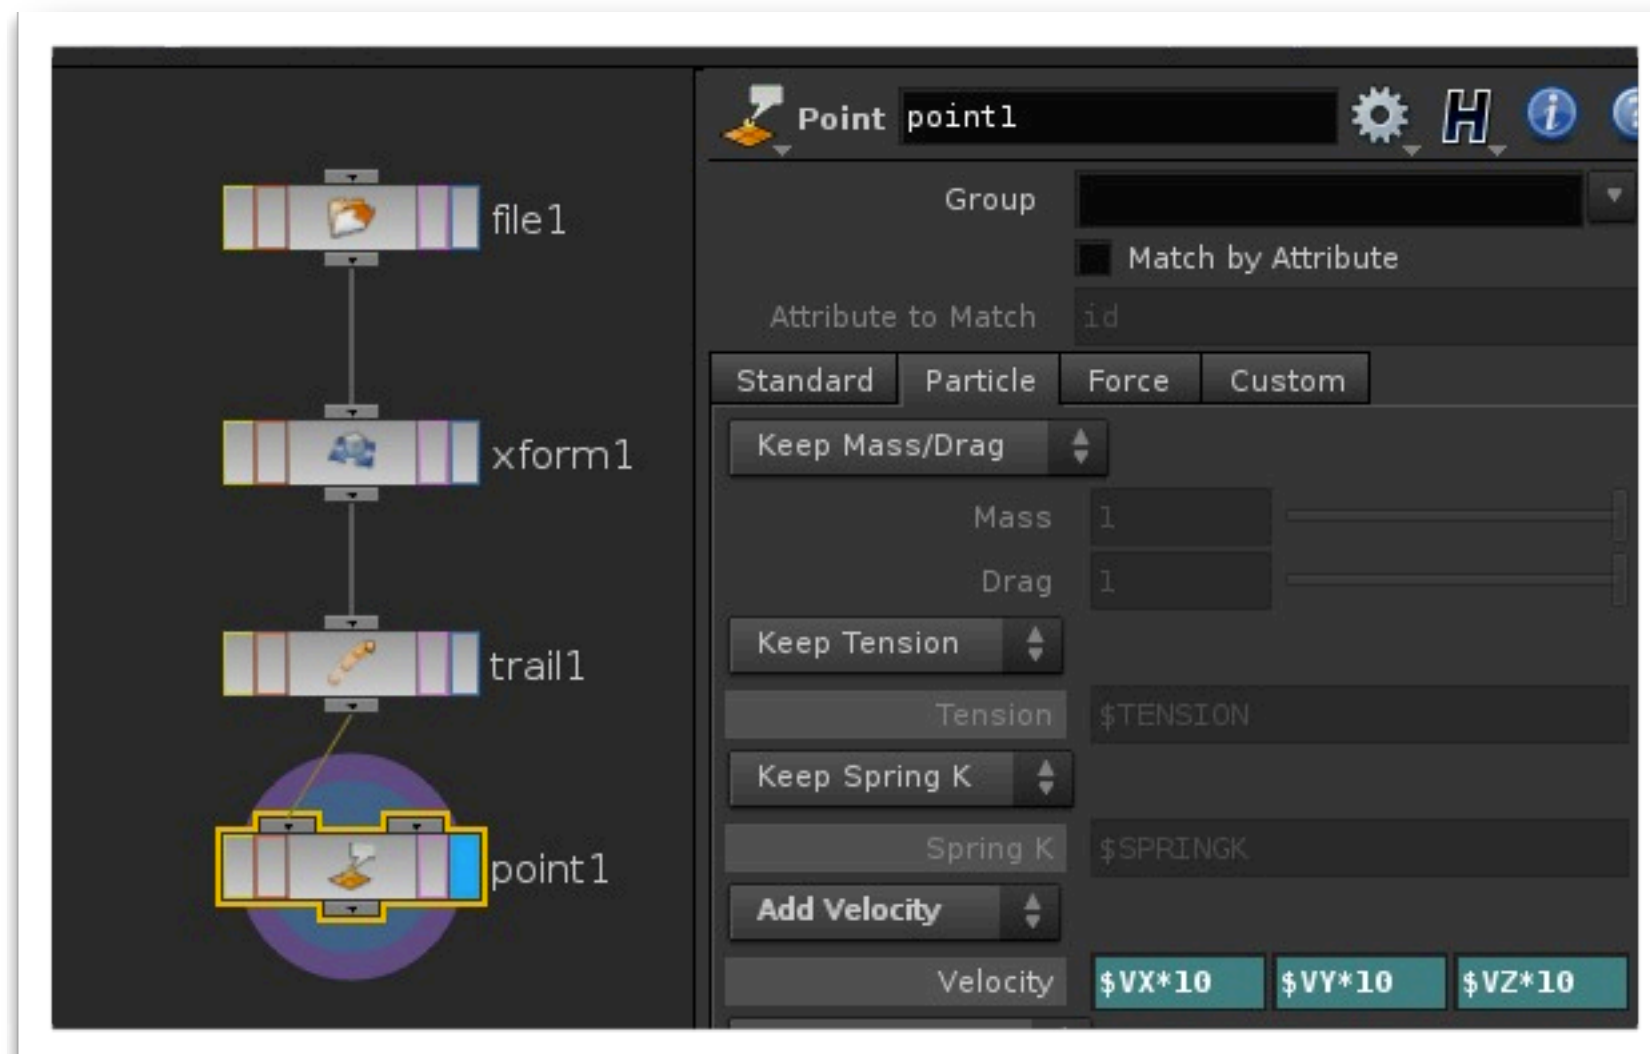 file1
xform1
trail1
point1
Point point1
Group
Match by Attribute
Attribute to Match id
Standard Particle Force Custom
Keep Mass/Drag
Mass 1
Drag 1
Keep Tension
Tension $TENSION
Keep Spring K
Spring K $SPRINGK
Add Velocity
Velocity $VX*10 $VY*10 $VZ*10